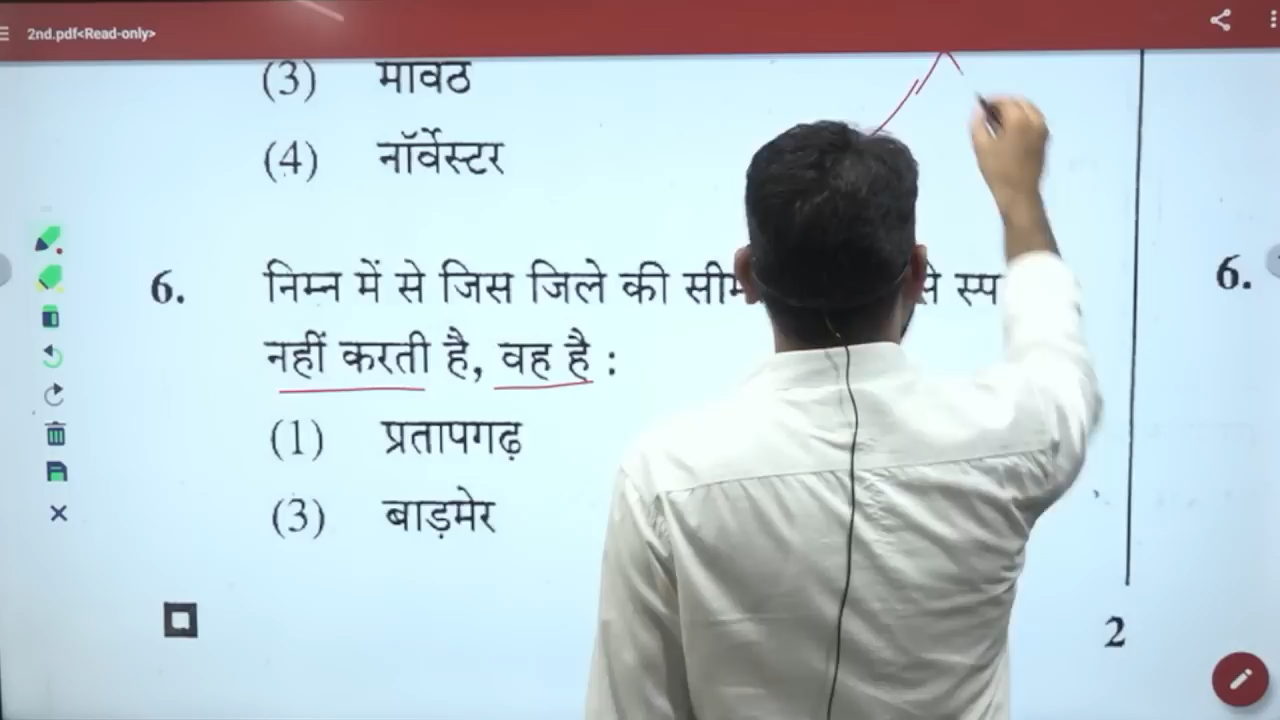 2nd.pdf<Read-only>
(3) मावठ
(4) नॉर्वेस्टर
6. निम्न में से जिस जिले की से
6.
नहीं करती है, वह है :
(1) प्रतापगढ़
(3) बाड़मेर
2